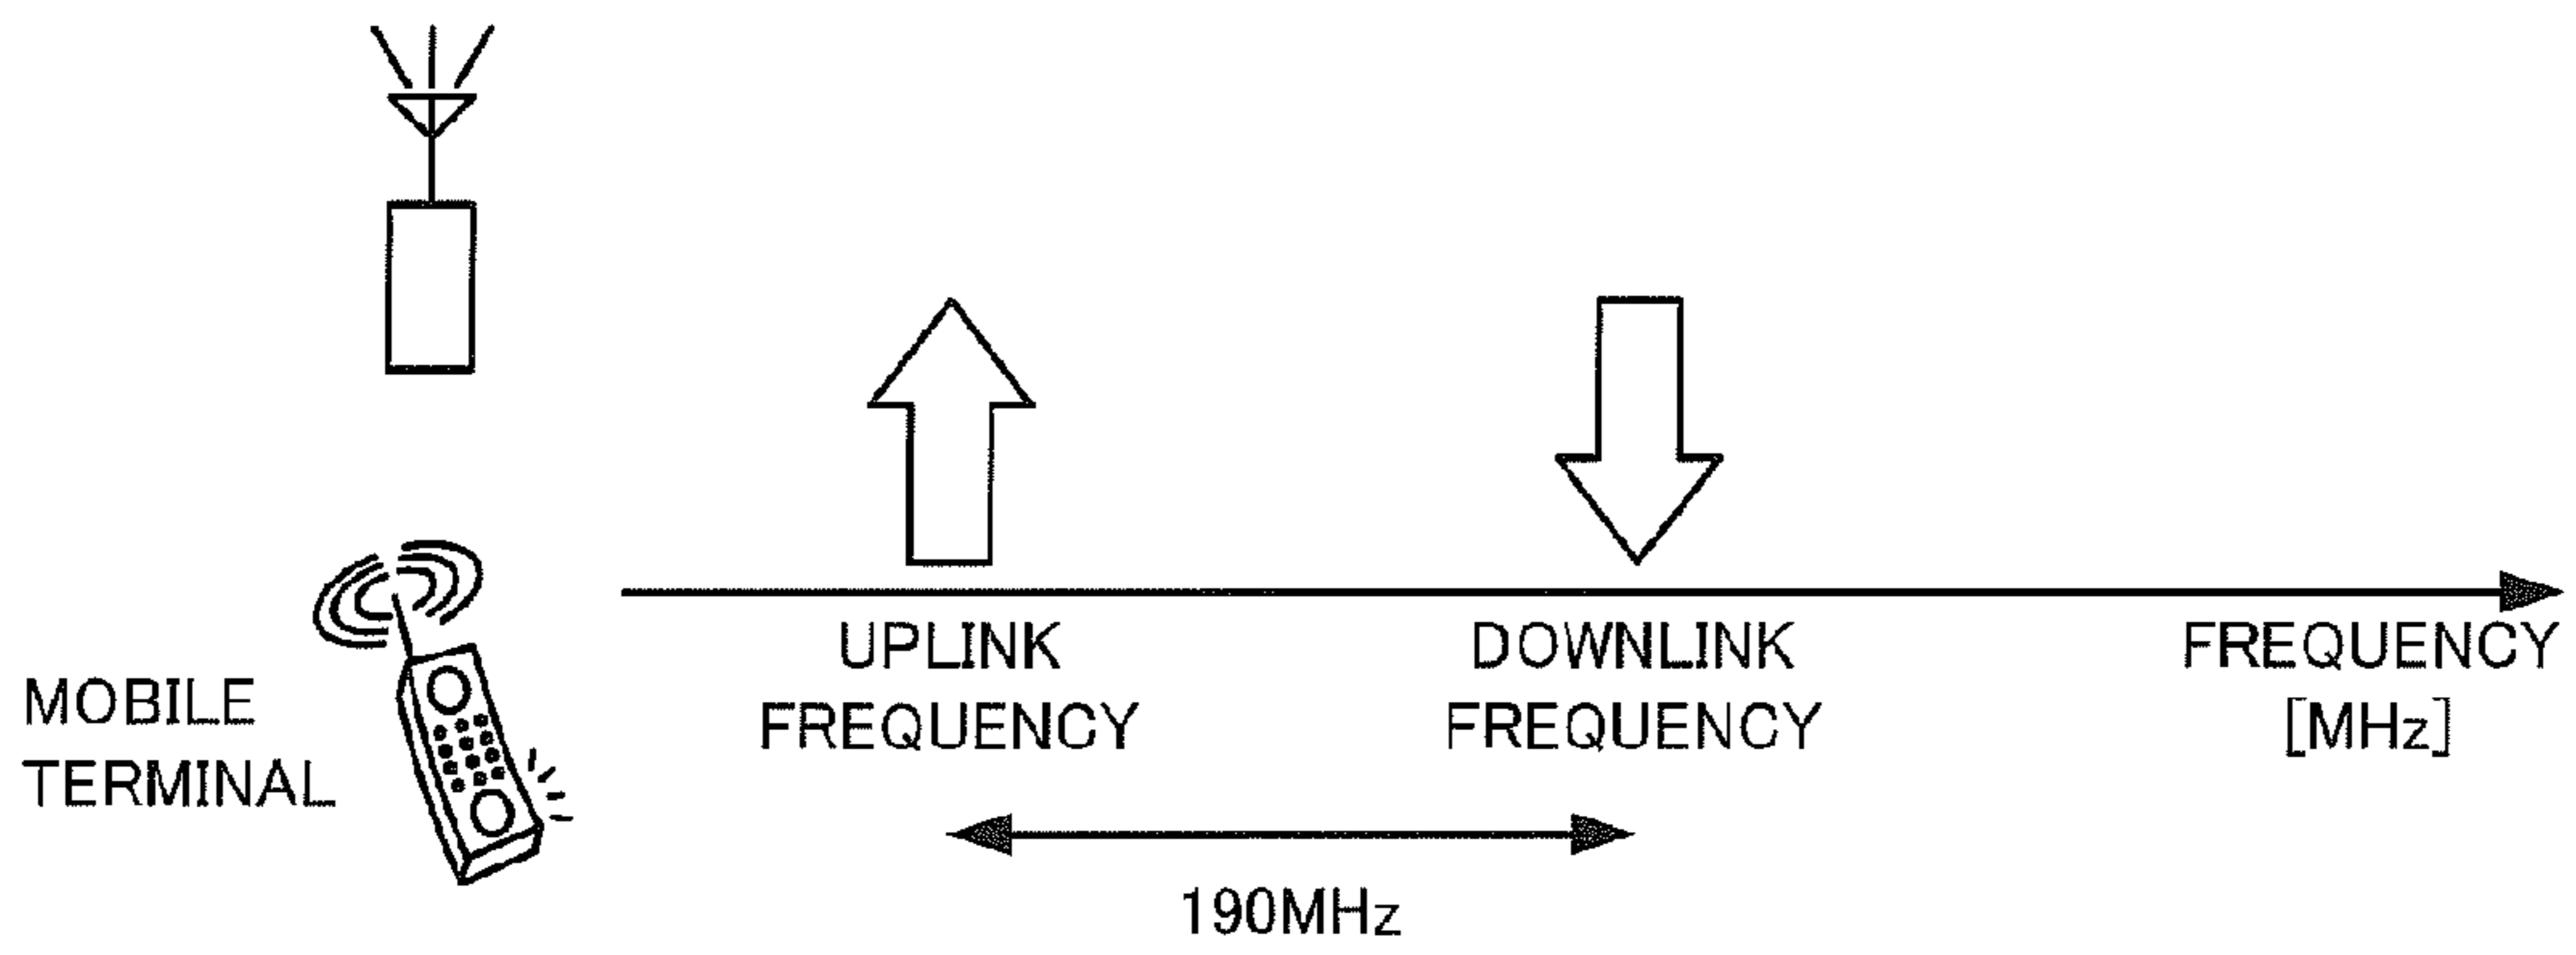 MOBILE
TERMINAL
UPLINK
FREQUENCY
DOWNLINK
FREQUENCY
FREQUENCY
[MHz]
190MHz